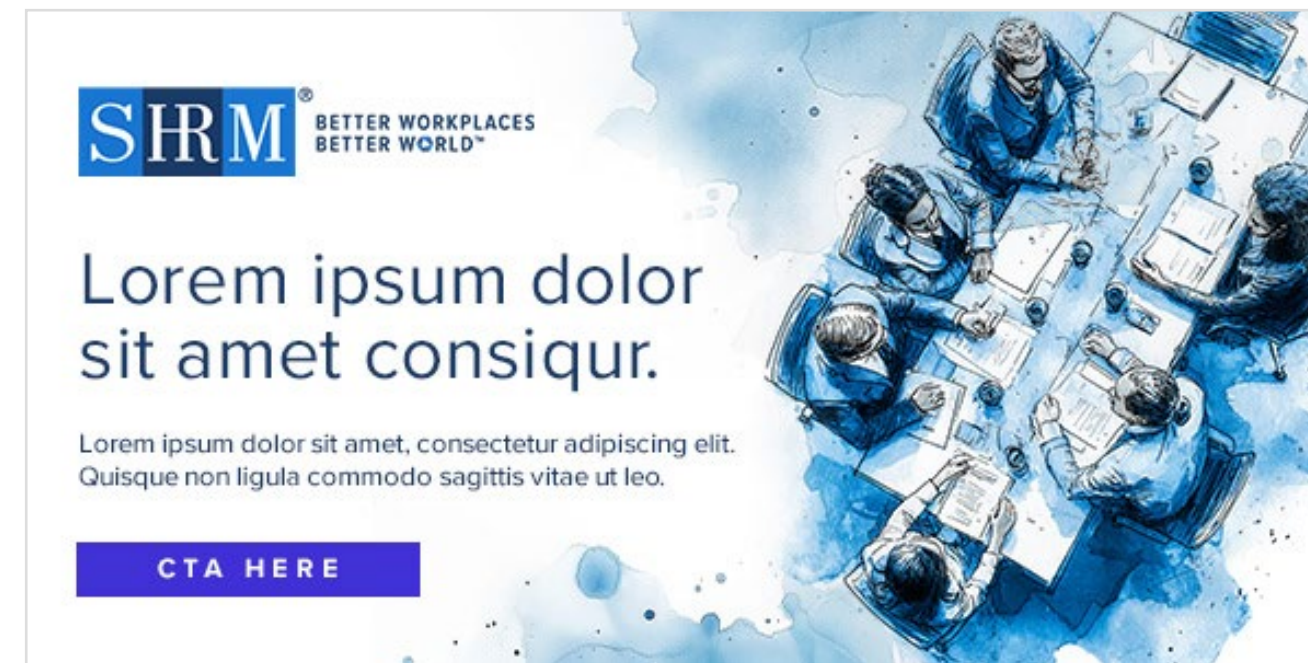 SHRM®
BETTER WORKPLACES
BETTER WORLD™
Lorem ipsum dolor
sit amet consiqur.
Lorem ipsum dolor sit amet, consectetur adipiscing elit.
Quisque non ligula commodo sagittis vitae ut leo.
CTA HERE